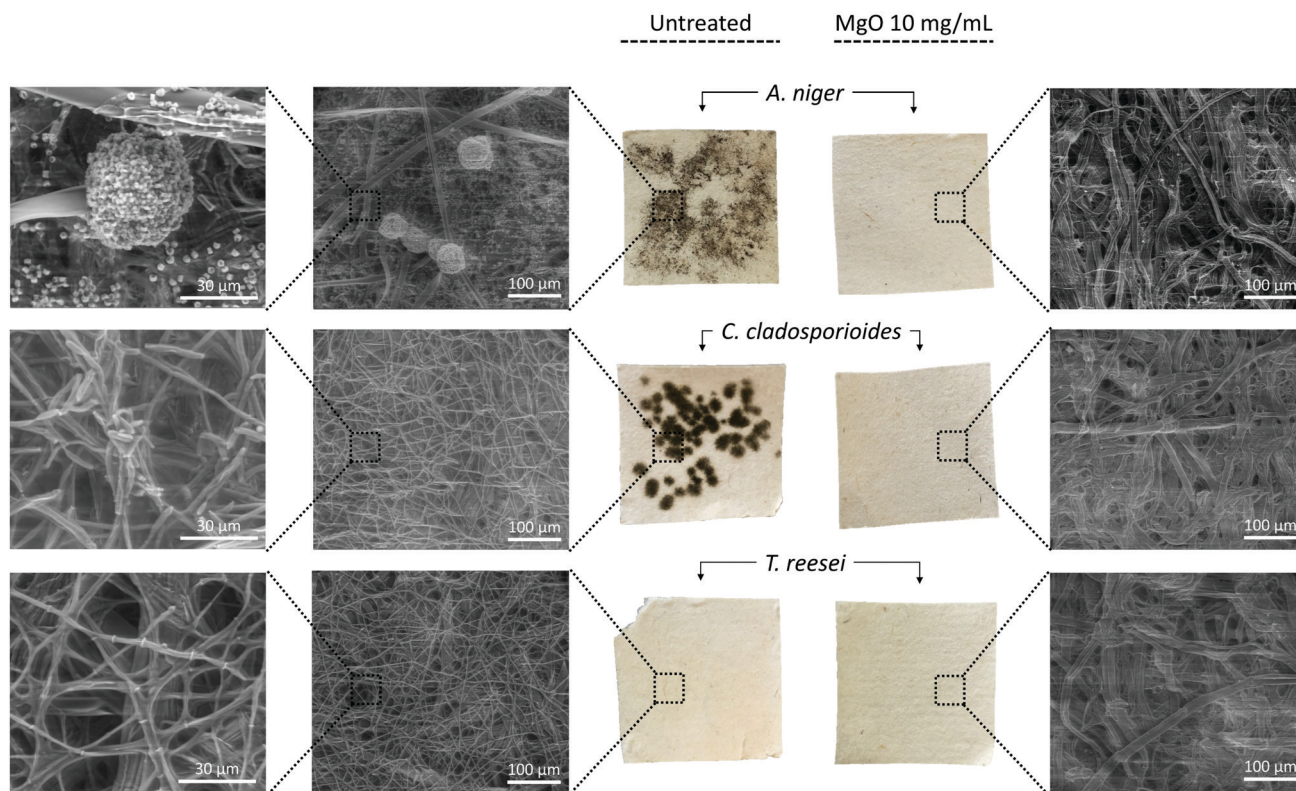 Untreated
MgO 10 mg/mL
A. niger
30 µm
100 µm
100 µm
C. cladosporioides
30 µm
100 µm
100 µm
T. reesei
30 µm
100 µm
100 µm